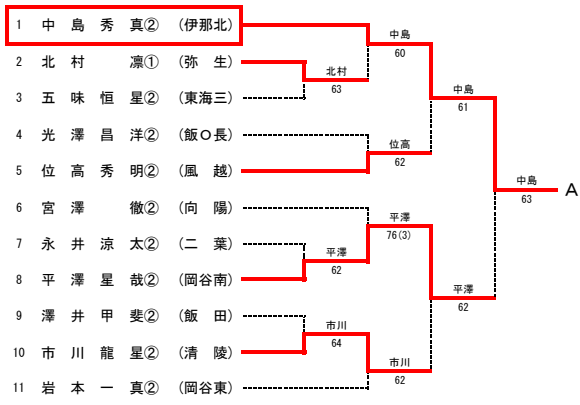 1 中島秀真② (伊那北)
2 北村凛① (弥生)
3 五味恒星② (東海三)
4 光澤昌洋② (飯O長)
5 位高秀明② (風越)
6 宮澤徹② (向陽)
7 永井涼太② (二葉)
8 平澤星哉② (岡谷南)
9 澤井甲斐② (飯田)
10 市川龍星② (清陵)
11 岩本一真② (岡谷東)
北村
63
平澤
62
市川
64
中島
60
位高
62
平澤
76(3)
市川
62
中島
61
平澤
62
中島
63
A